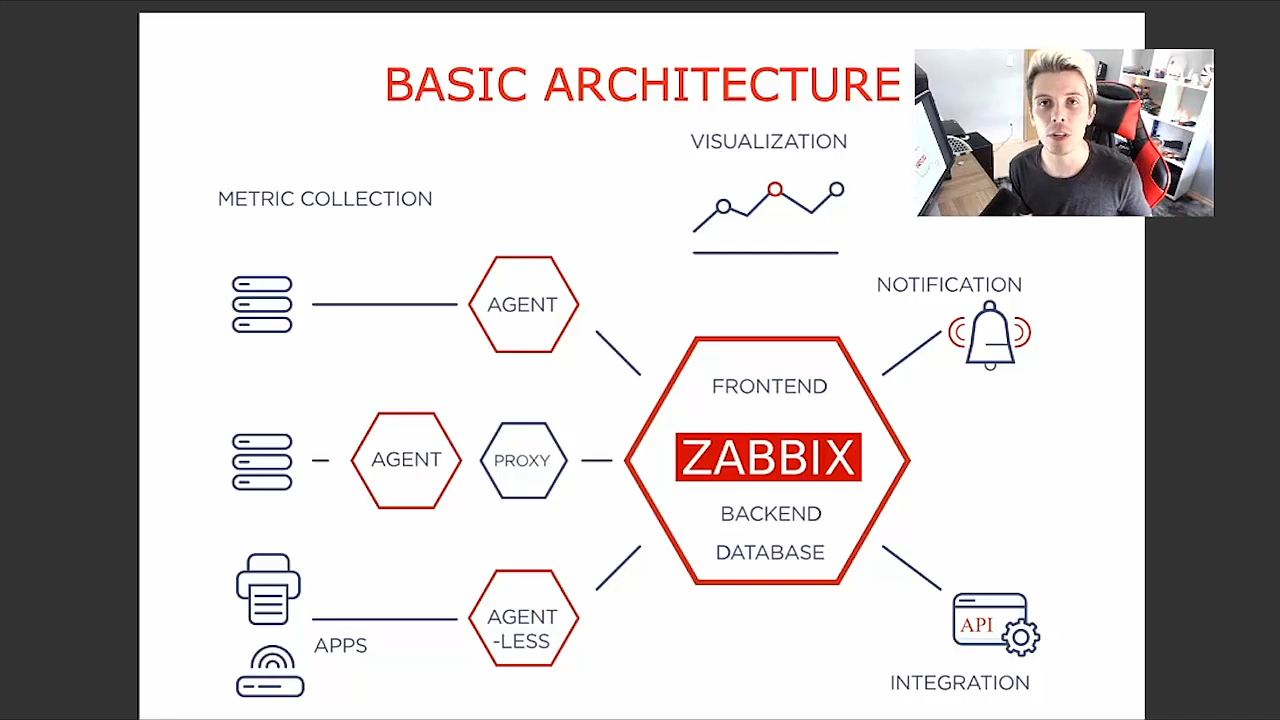 BASIC ARCHITECTURE
VISUALIZATION
METRIC COLLECTION
NOTIFICATION
AGENT
FRONTEND
AGENT
PROXY
ZABBIX
BACKEND
DATABASE
AGENT
-LESS
APPS
API
INTEGRATION